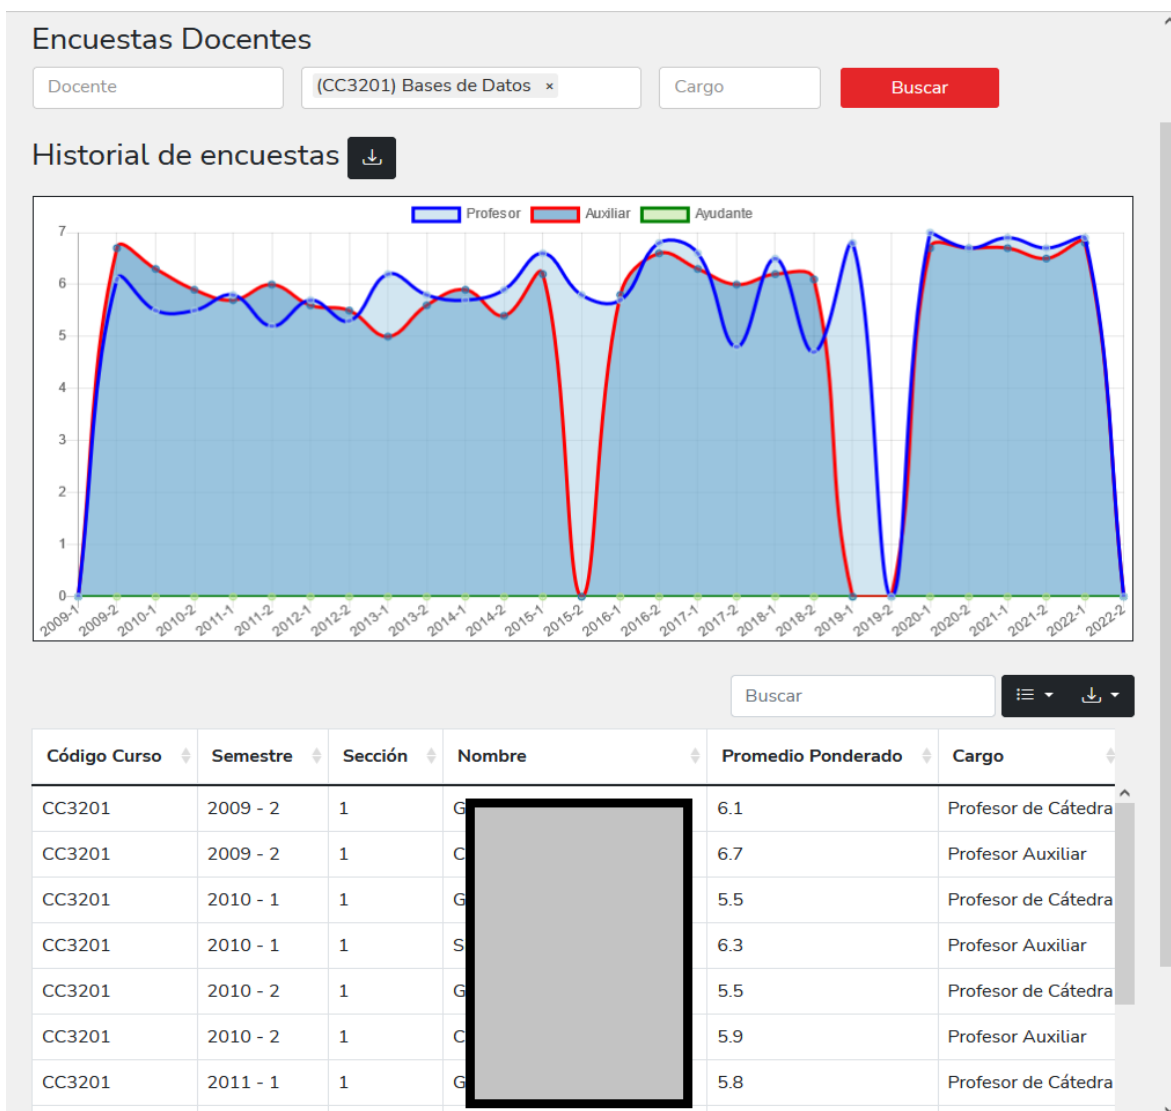 Encuestas Docentes
Docente (CC3201) Bases de Datos × Cargo Buscar
Historial de encuestas
Profesor Auxiliar Ayudante
7
6
5
4
3
2
1
0
2009-1 2009-2 2010-1 2010-2 2011-1 2011-2 2012-1 2012-2 2013-1 2013-2 2014-1 2014-2 2015-1 2015-2 2016-1 2016-2 2017-1 2017-2 2018-1 2018-2 2019-1 2019-2 2020-1 2020-2 2021-1 2021-2 2022-1 2022-2
Buscar
Código Curso Semestre Sección Nombre Promedio Ponderado Cargo
CC3201 2009 - 2 1 G 6.1 Profesor de Cátedra
CC3201 2009 - 2 1 C 6.7 Profesor Auxiliar
CC3201 2010 - 1 1 G 5.5 Profesor de Cátedra
CC3201 2010 - 1 1 S 6.3 Profesor Auxiliar
CC3201 2010 - 2 1 G 5.5 Profesor de Cátedra
CC3201 2010 - 2 1 C 5.9 Profesor Auxiliar
CC3201 2011 - 1 1 G 5.8 Profesor de Cátedra